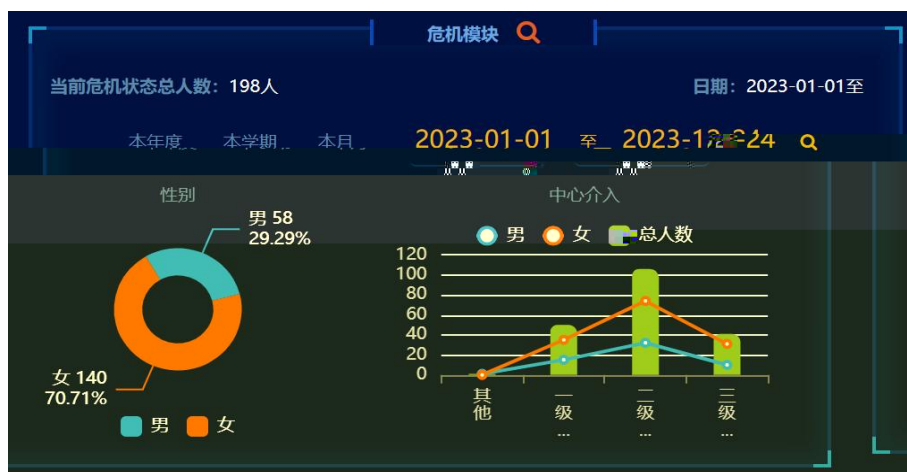 危机模块
当前危机状态总人数：198人
日期：2023-01-01至
本年度 本学期 本月
2023-01-01 至
性别
中心介入
男 58
29.29%
女 140
70.71%
男 女
男 女 总人数
120
100
80
60
40
20
0
其他
一级...
二级...
三级...